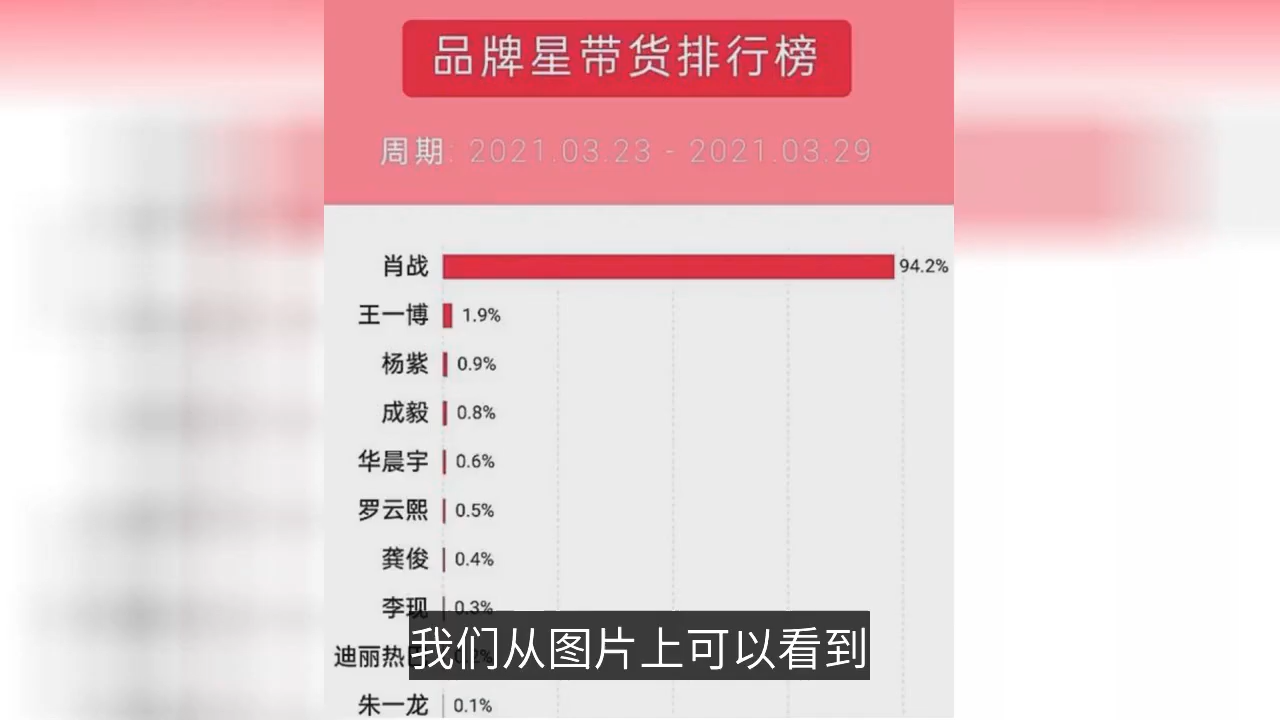 品牌星带货排行榜
周期: 2021.03.23 - 2021.03.29
肖战 94.2%
王一博 1.9%
杨紫 0.9%
成毅 0.8%
华晨宇 0.6%
罗云熙 0.5%
龚俊 0.4%
李现 0.3%
迪丽热巴 0.2%
我们从图片上可以看到
朱一龙 0.1%